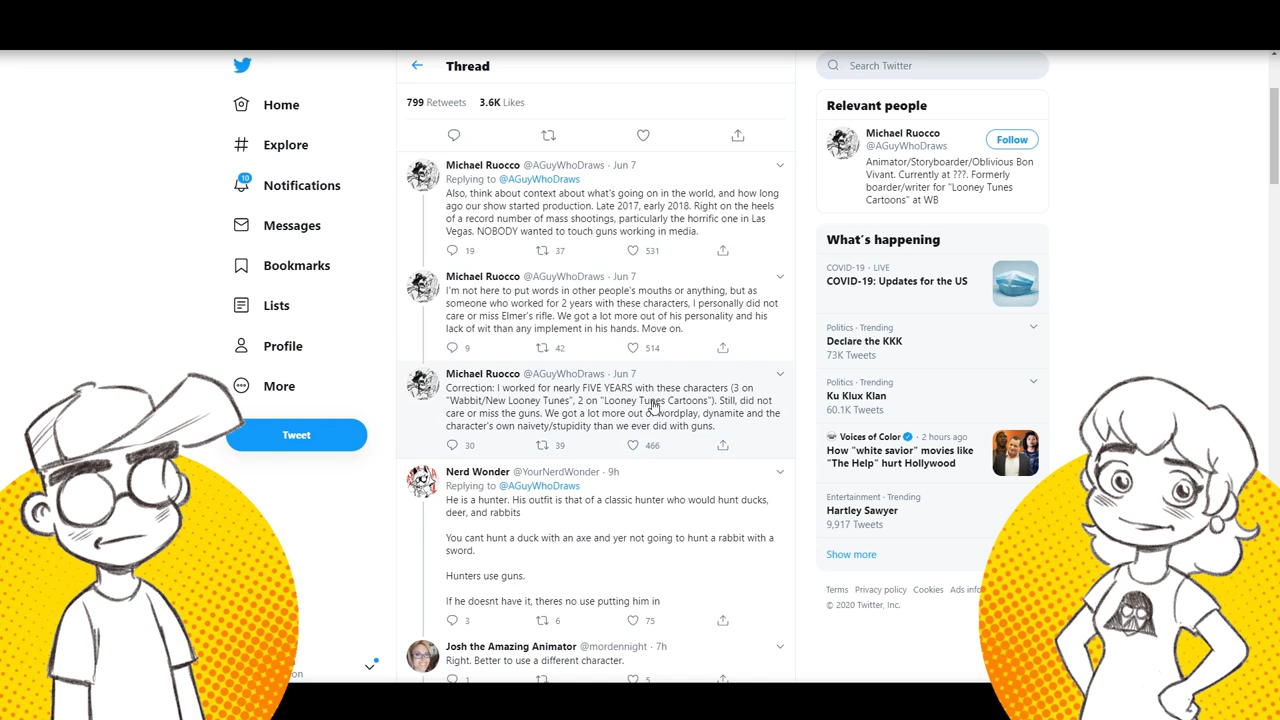 Thread
799 Retweets 3.6K Likes
Home
Explore
10
Notifications
Messages
Bookmarks
Lists
Profile
More
Tweet
Michael Ruocco @AGuyWhoDraws · Jun 7
Replying to @AGuyWhoDraws
Also, think about context about what's going on in the world, and how long
ago our show started production. Late 2017, early 2018. Right on the heels
of a record number of mass shootings, particularly the horrific one in Las
Vegas. NOBODY wanted to touch guns working in media.
19 37 531
Michael Ruocco @AGuyWhoDraws · Jun 7
I'm not here to put words in other people's mouths or anything, but as
someone who worked for 2 years with these characters, I personally did not
care or miss Elmer's rifle. We got a lot more out of his personality and his
lack of wit than any implement in his hands. Move on.
9 42 514
Michael Ruocco @AGuyWhoDraws · Jun 7
Correction: I worked for nearly FIVE YEARS with these characters (3 on
"Wabbit/New Looney Tunes", 2 on "Looney Tunes Cartoons"). Still, did not
care or miss the guns. We got a lot more out o wordplay, dynamite and the
character's own naivety/stupidity than we ever did with guns.
30 39 466
Nerd Wonder @YourNerdWonder · 9h
Replying to @AGuyWhoDraws
He is a hunter. His outfit is that of a classic hunter who would hunt ducks,
deer, and rabbits
You cant hunt a duck with an axe and yer not going to hunt a rabbit with a
sword.
Hunters use guns.
If he doesnt have it, theres no use putting him in
3 6 75
Josh the Amazing Animator @mordennight · 7h
Right. Better to use a different character.
1 5
on
Search Twitter
Relevant people
Michael Ruocco
@AGuyWhoDraws
Follow
Animator/Storyboarder/Oblivious Bon
Vivant. Currently at ???. Formerly
boarder/writer for "Looney Tunes
Cartoons" at WB
What's happening
COVID-19 · LIVE
COVID-19: Updates for the US
Politics · Trending
Declare the KKK
73K Tweets
Politics · Trending
Ku Klux Klan
60.1K Tweets
Voices of Color · 2 hours ago
How "white savior" movies like
"The Help" hurt Hollywood
Entertainment · Trending
Hartley Sawyer
9,917 Tweets
Show more
Terms Privacy policy Cookies Ads info
© 2020 Twitter, Inc.